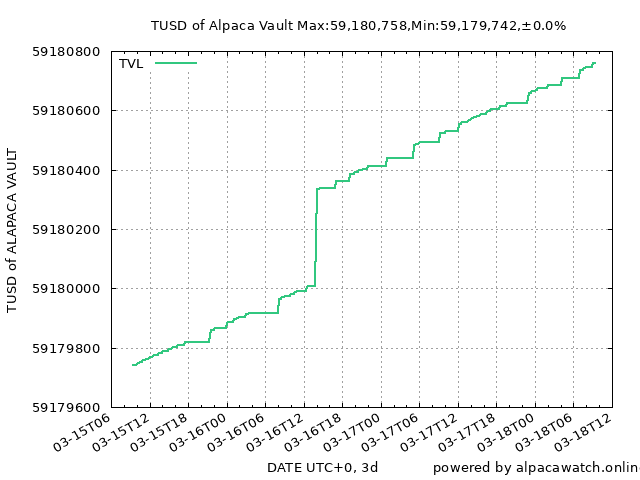 TUSD of Alpaca Vault Max:59,180,758,Min:59,179,742,±0.0%
TVL
TUSD of ALAPACA VAULT
59180800
59180600
59180400
59180200
59180000
59179800
59179600
03-15T06
03-15T12
03-15T18
03-16T00
03-16T06
03-16T12
03-16T18
03-17T00
03-17T06
03-17T12
03-17T18
03-18T00
03-18T06
03-18T12
DATE UTC+0, 3d
powered by alpacawatch.onlin